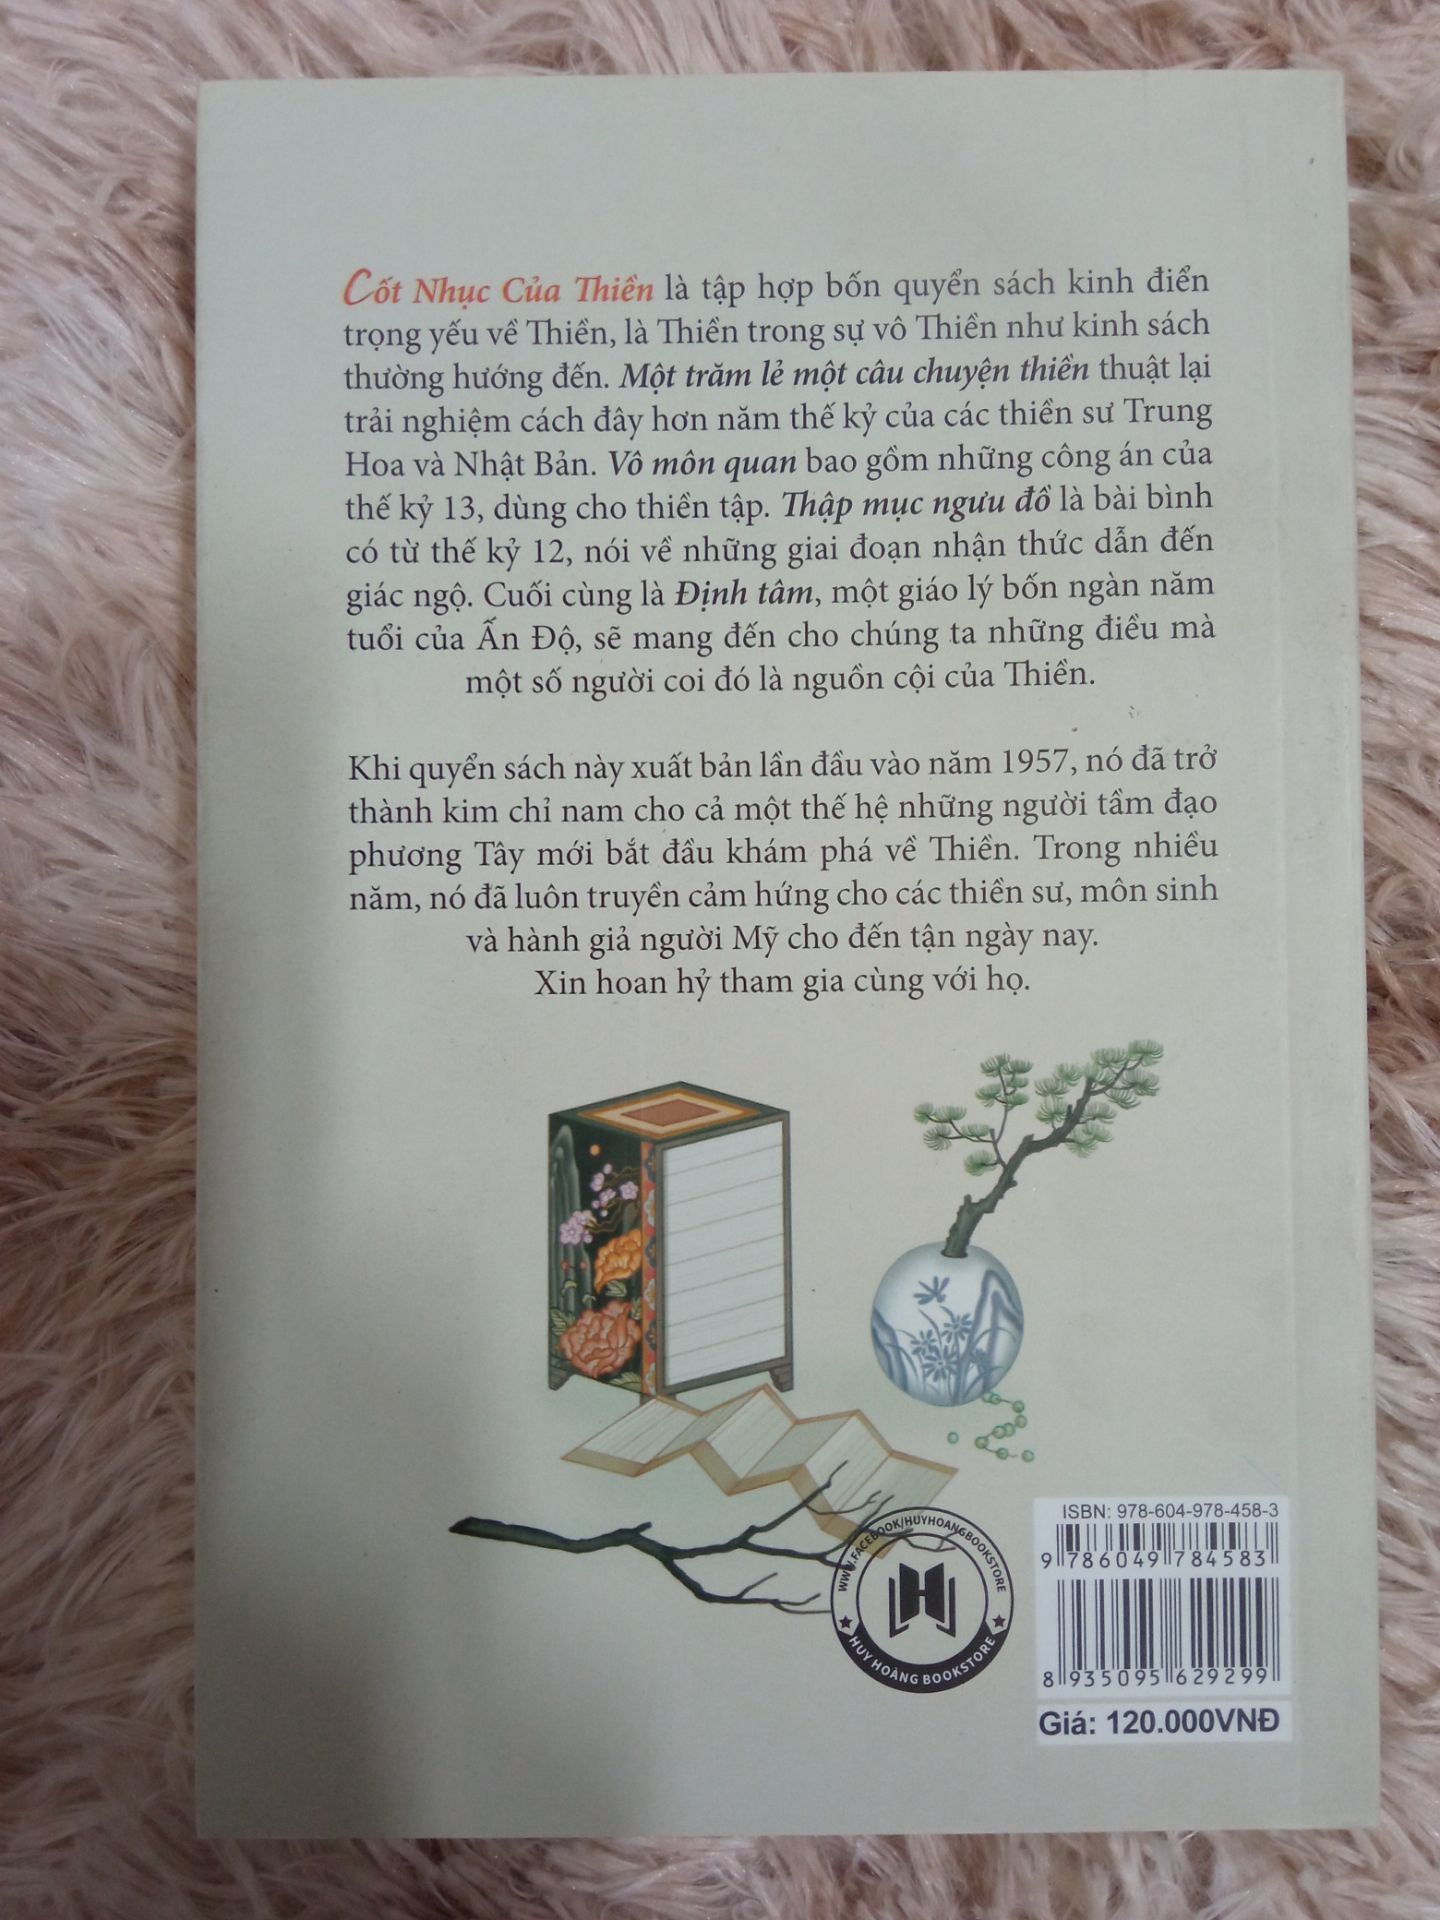 Cốt Nhục Của Thiền là tập hợp bốn quyển sách kinh điển
trọng yếu về Thiền, là Thiền trong sự vô Thiền như kinh sách
thường hướng đến. Một trăm lẻ một câu chuyện thiền thuật lại
trải nghiệm cách đây hơn năm thế kỷ của các thiền sư Trung
Hoa và Nhật Bản. Vô môn quan bao gồm những công án của
thế kỷ 13, dùng cho thiền tập. Thập mục ngưu đồ là bài bình
có từ thế kỷ 12, nói về những giai đoạn nhận thức dẫn đến
giác ngộ. Cuối cùng là Định tâm, một giáo lý bốn ngàn năm
tuổi của Ấn Độ, sẽ mang đến cho chúng ta những điều mà
một số người coi đó là nguồn cội của Thiền.
Khi quyển sách này xuất bản lần đầu vào năm 1957, nó đã trở
thành kim chỉ nam cho cả một thế hệ những người tầm đạo
phương Tây mới bắt đầu khám phá về Thiền. Trong nhiều
năm, nó đã luôn truyền cảm hứng cho các thiền sư, môn sinh
và hành giả người Mỹ cho đến tận ngày nay.
Xin hoan hỷ tham gia cùng với họ.
WWW.FACEBOOK/HUYHOANGBOOKSTORE
HUY HOÀNG BOOKSTORE
ISBN: 978-604-978-458-3
9 786049 784583
8 935095 629299
Giá: 120.000VNĐ